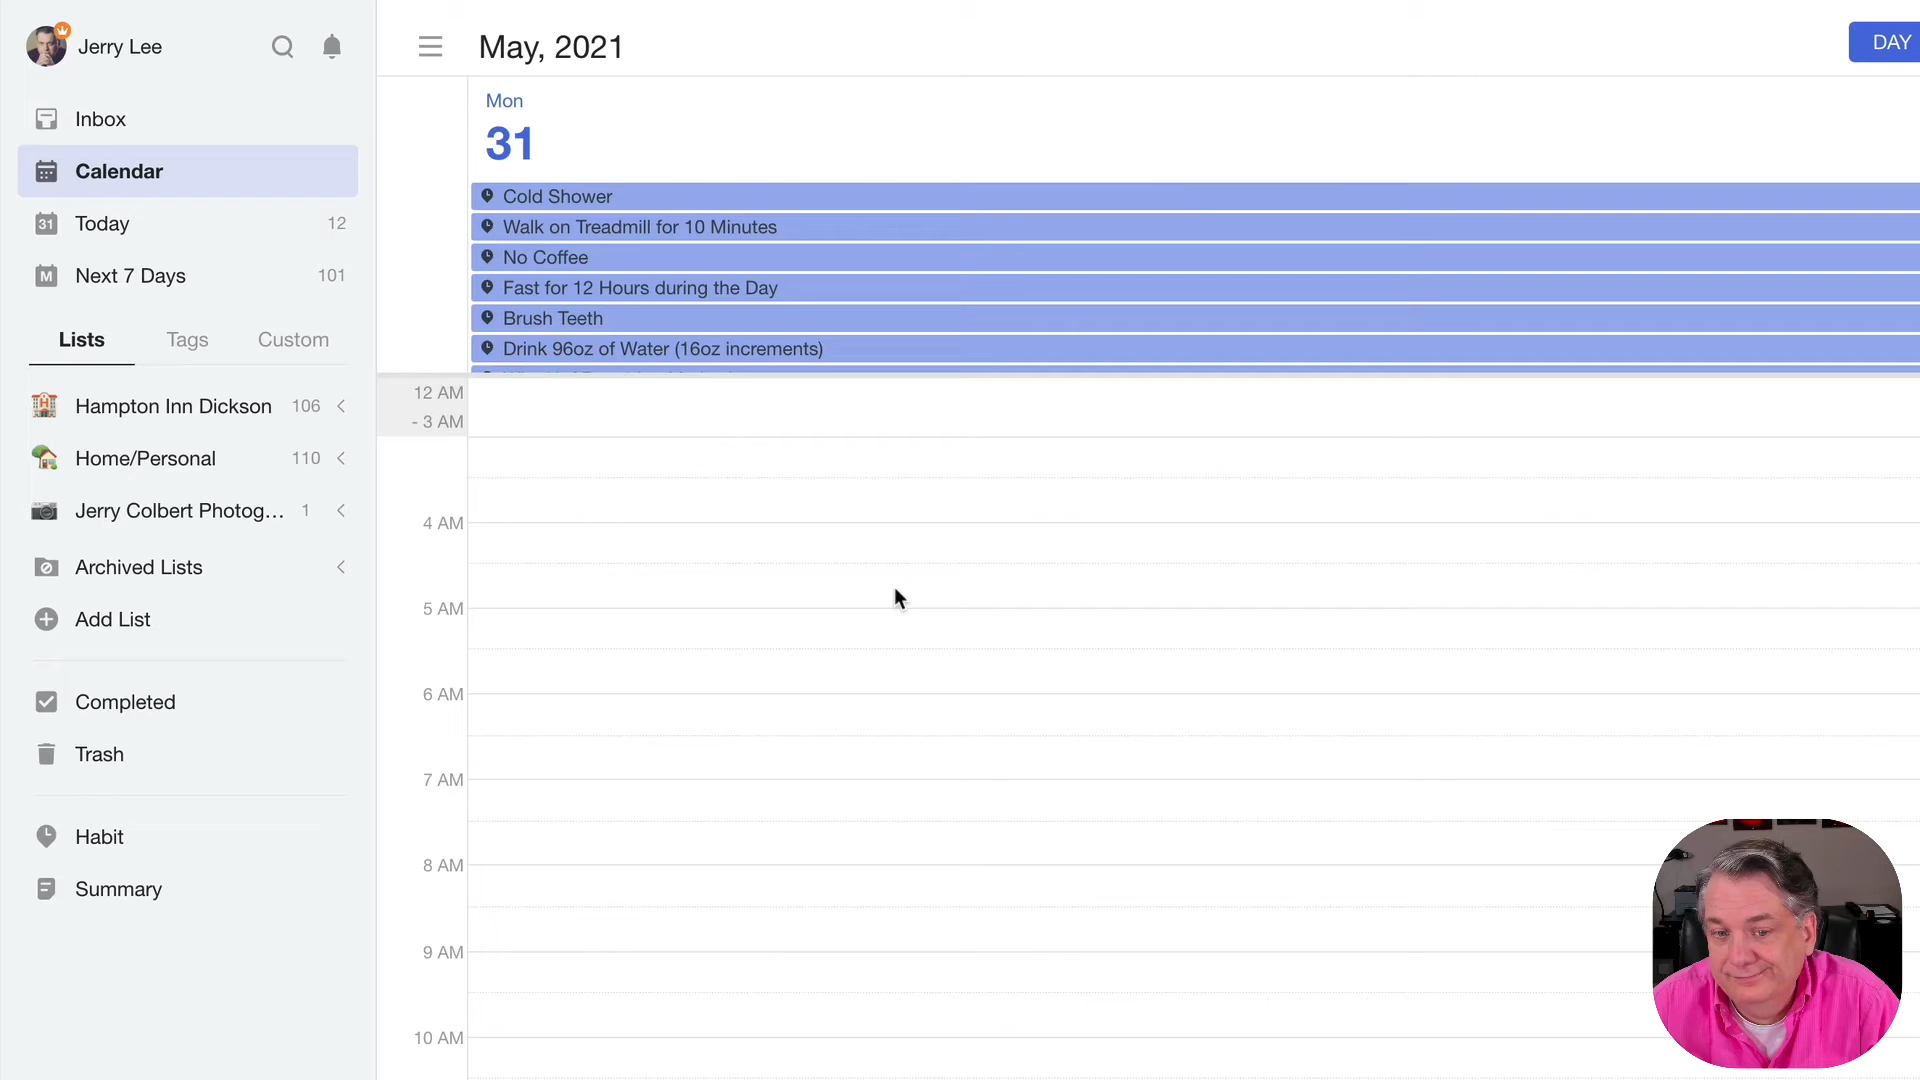 Jerry Lee
Inbox
Calendar
31 Today 12
M Next 7 Days 101
Lists Tags Custom
Hampton Inn Dickson 106
Home/Personal 110
Jerry Colbert Photog... 1
Archived Lists
Add List
Completed
Trash
Habit
Summary
May, 2021
DAY
Mon
31
Cold Shower
Walk on Treadmill for 10 Minutes
No Coffee
Fast for 12 Hours during the Day
Brush Teeth
Drink 96oz of Water (16oz increments)
12 AM
- 3 AM
4 AM
5 AM
6 AM
7 AM
8 AM
9 AM
10 AM